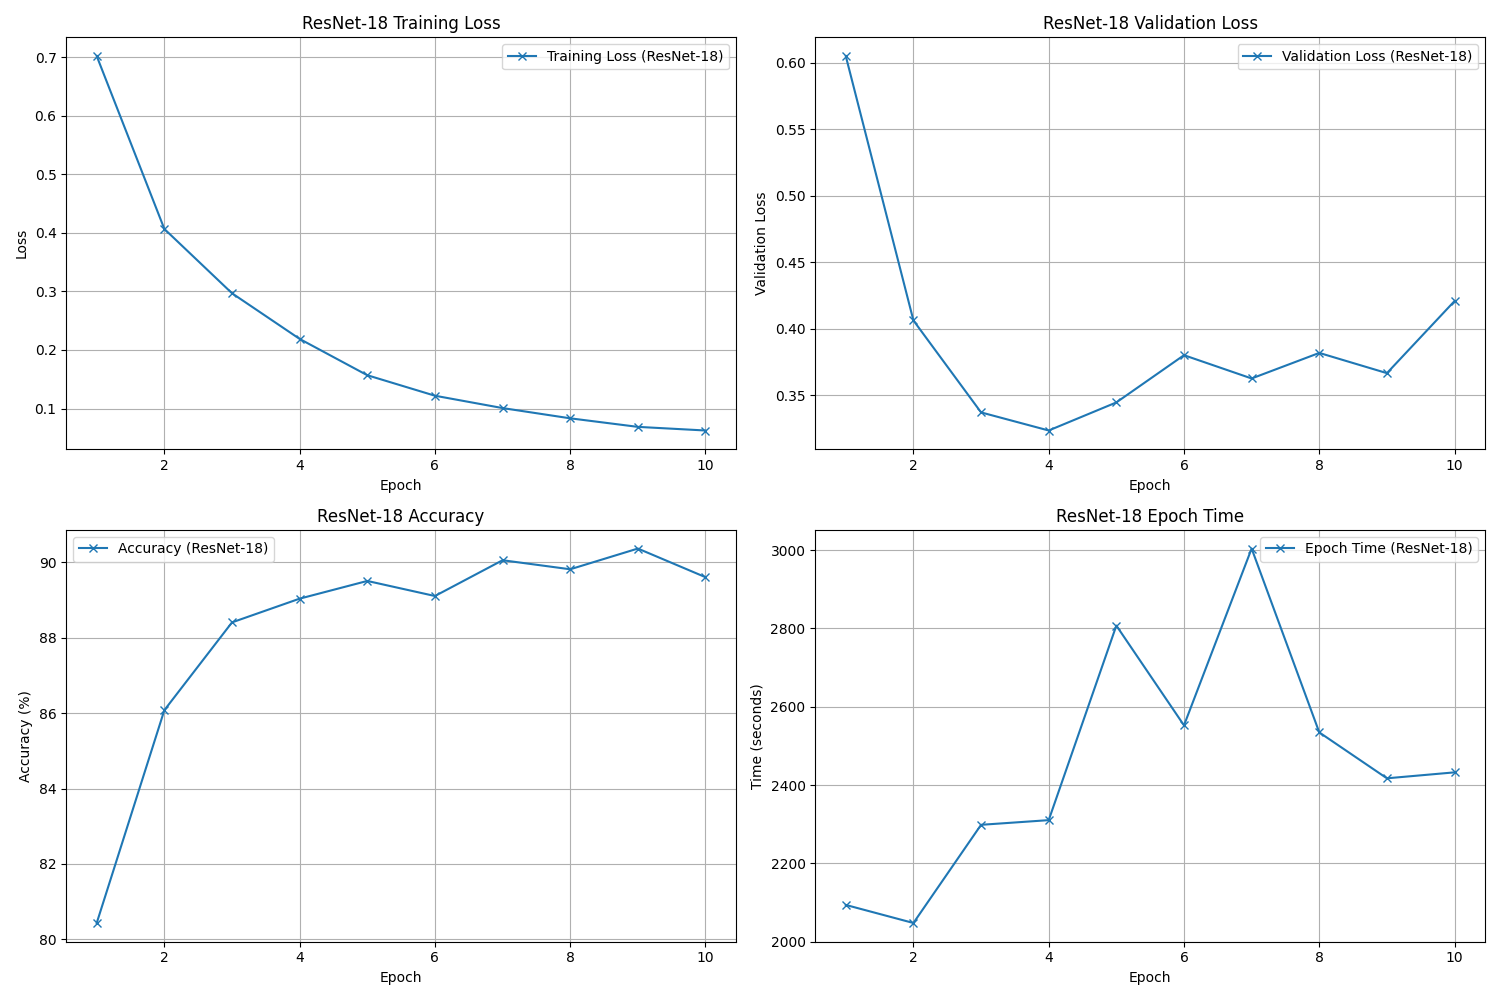 ResNet-18 Training Loss
Training Loss (ResNet-18)
Loss
0.7
0.6
0.5
0.4
0.3
0.2
0.1
2 4 6 8 10
Epoch
ResNet-18 Validation Loss
Validation Loss (ResNet-18)
Validation Loss
0.60
0.55
0.50
0.45
0.40
0.35
2 4 6 8 10
Epoch
ResNet-18 Accuracy
Accuracy (ResNet-18)
Accuracy (%)
90
88
86
84
82
80
2 4 6 8 10
Epoch
ResNet-18 Epoch Time
Epoch Time (ResNet-18)
Time (seconds)
3000
2800
2600
2400
2200
2000
2 4 6 8 10
Epoch